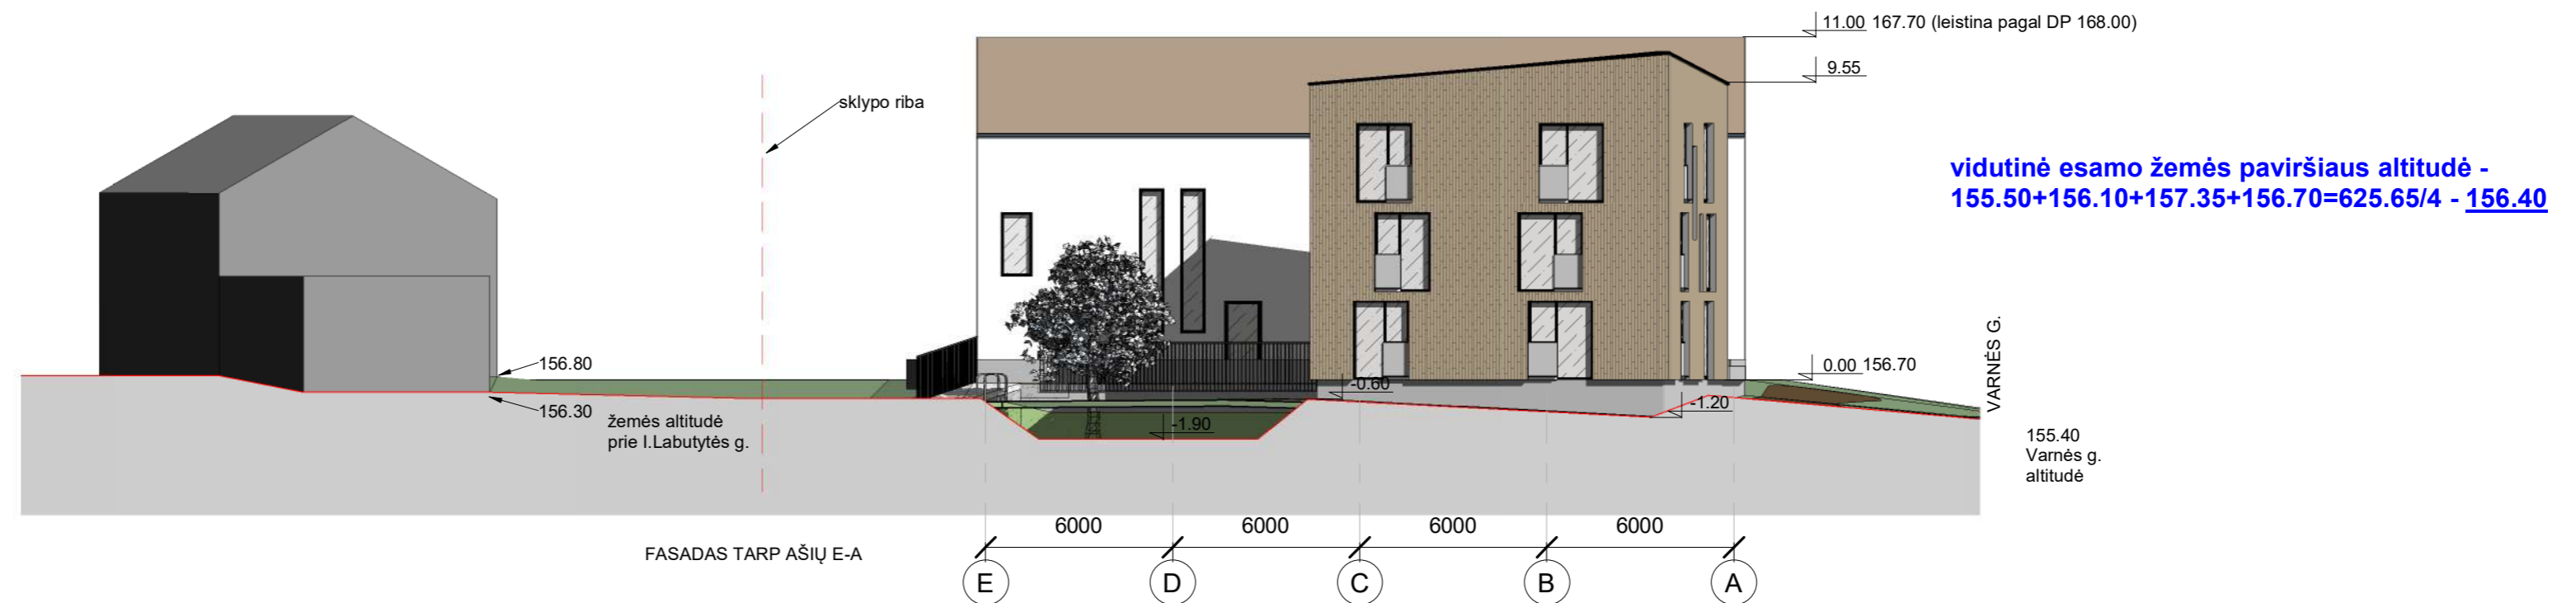 11.00 167.70 (leistina pagal DP 168.00)
9.55
sklypo riba
vidutinė esamo žemės paviršiaus altitudė -
155.50+156.10+157.35+156.70=625.65/4 - 156.40
156.80
0.00 156.70
VARNĖS G.
-0.60
156.30
-1.20
žemės altitudė
prie I.Labutytės g.
-1.90
155.40
Varnės g.
altitudė
6000 6000 6000 6000
FASADAS TARP AŠIŲ E-A
E D C B A